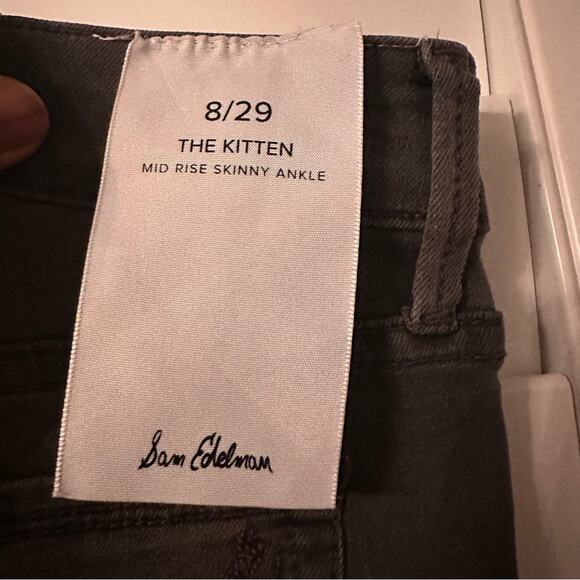 8/29
THE KITTEN
MID RISE SKINNY ANKLE
Sam Edelman